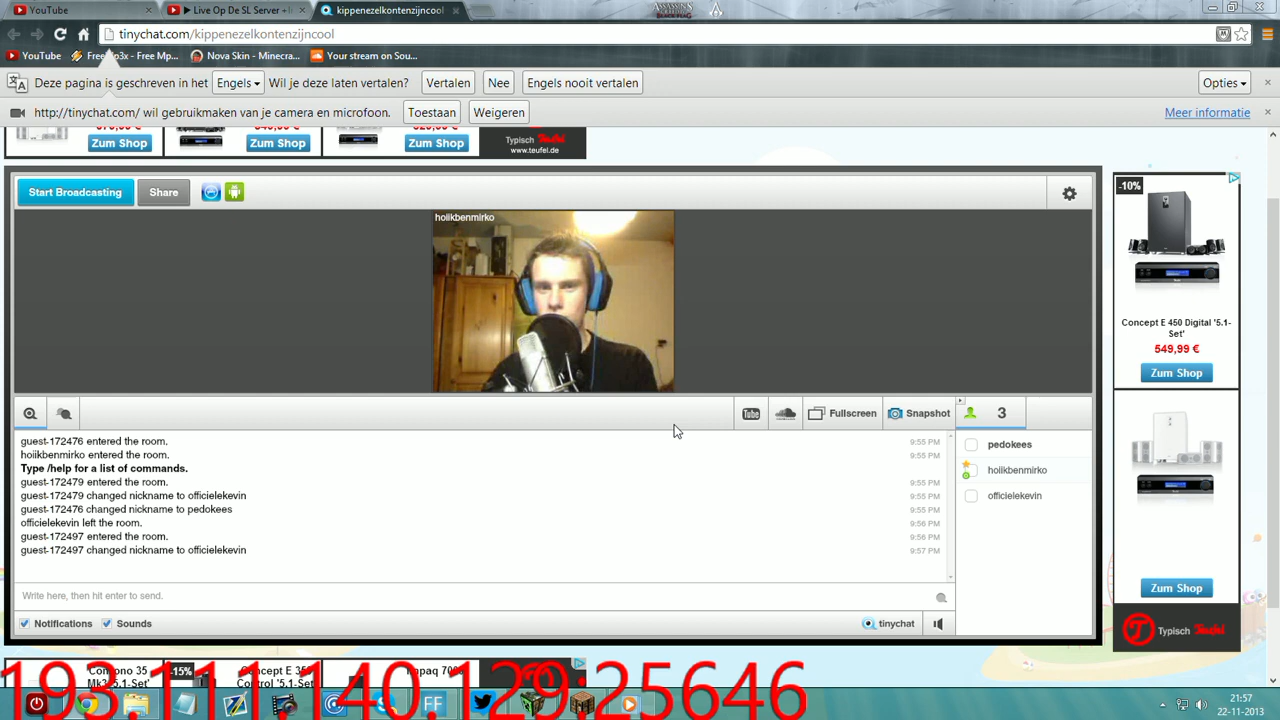 YouTube
Live Op De SL Server
kippenezelkontenzijncool
tinychat.com/kippenezelkontenzijncool
YouTube
Nova Skin - Minecra...
Your stream on Sou...
Deze pagina is geschreven in het Engels Wil je deze laten vertalen? Vertalen Nee Engels nooit vertalen Opties
http://tinychat.com/ wil gebruikmaken van je camera en microfoon. Toestaan Weigeren Meer informatie
Zum Shop Zum Shop Zum Shop
Typisch Teufel
www.teufel.de
Start Broadcasting Share
hoiikbenmirko
-10%
Concept E 450 Digital '5.1-
Set'
549,99 €
Zum Shop
You Tube Fullscreen Snapshot 3
guest-172476 entered the room. 9:55 PM
hoiikbenmirko entered the room. 9:55 PM
Type /help for a list of commands.
guest-172479 entered the room. 9:55 PM
guest-172479 changed nickname to officielekevin 9:55 PM
guest-172476 changed nickname to pedokees 9:55 PM
officielekevin left the room. 9:56 PM
guest-172497 entered the room. 9:56 PM
guest-172497 changed nickname to officielekevin 9:57 PM
pedokees
hoiikbenmirko
officielekevin
Write here, then hit enter to send.
Notifications Sounds tinychat
Zum Shop
Typisch Teufel
-15%
193.111.140.129:25646
21:57
22-11-2013